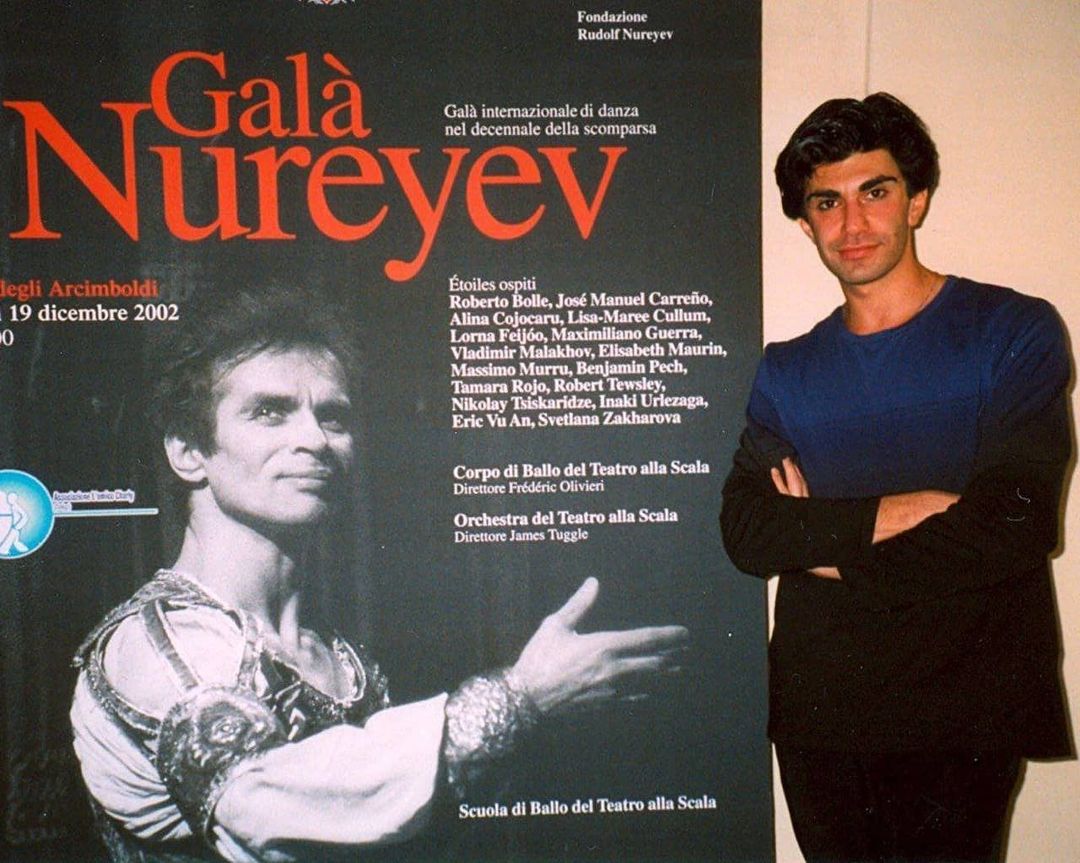 Fondazione
Rudolf Nureyev
Galà
Nureyev
Galà internazionale di danza
nel decennale della scomparsa
degli Arcimboldi
19 dicembre 2002
00
Étoiles ospiti
Roberto Bolle, José Manuel Carreño,
Alina Cojocaru, Lisa-Maree Cullum,
Lorna Feijóo, Maximiliano Guerra,
Vladimir Malakhov, Elisabeth Maurin,
Massimo Murru, Benjamin Pech,
Tamara Rojo, Robert Tewsley,
Nikolay Tsiskaridze, Inaki Urlezaga,
Eric Vu An, Svetlana Zakharova
Corpo di Ballo del Teatro alla Scala
Direttore Frédéric Olivieri
Associazione L'amico Charly
Orchestra del Teatro alla Scala
Direttore James Tuggle
Scuola di Ballo del Teatro alla Scala